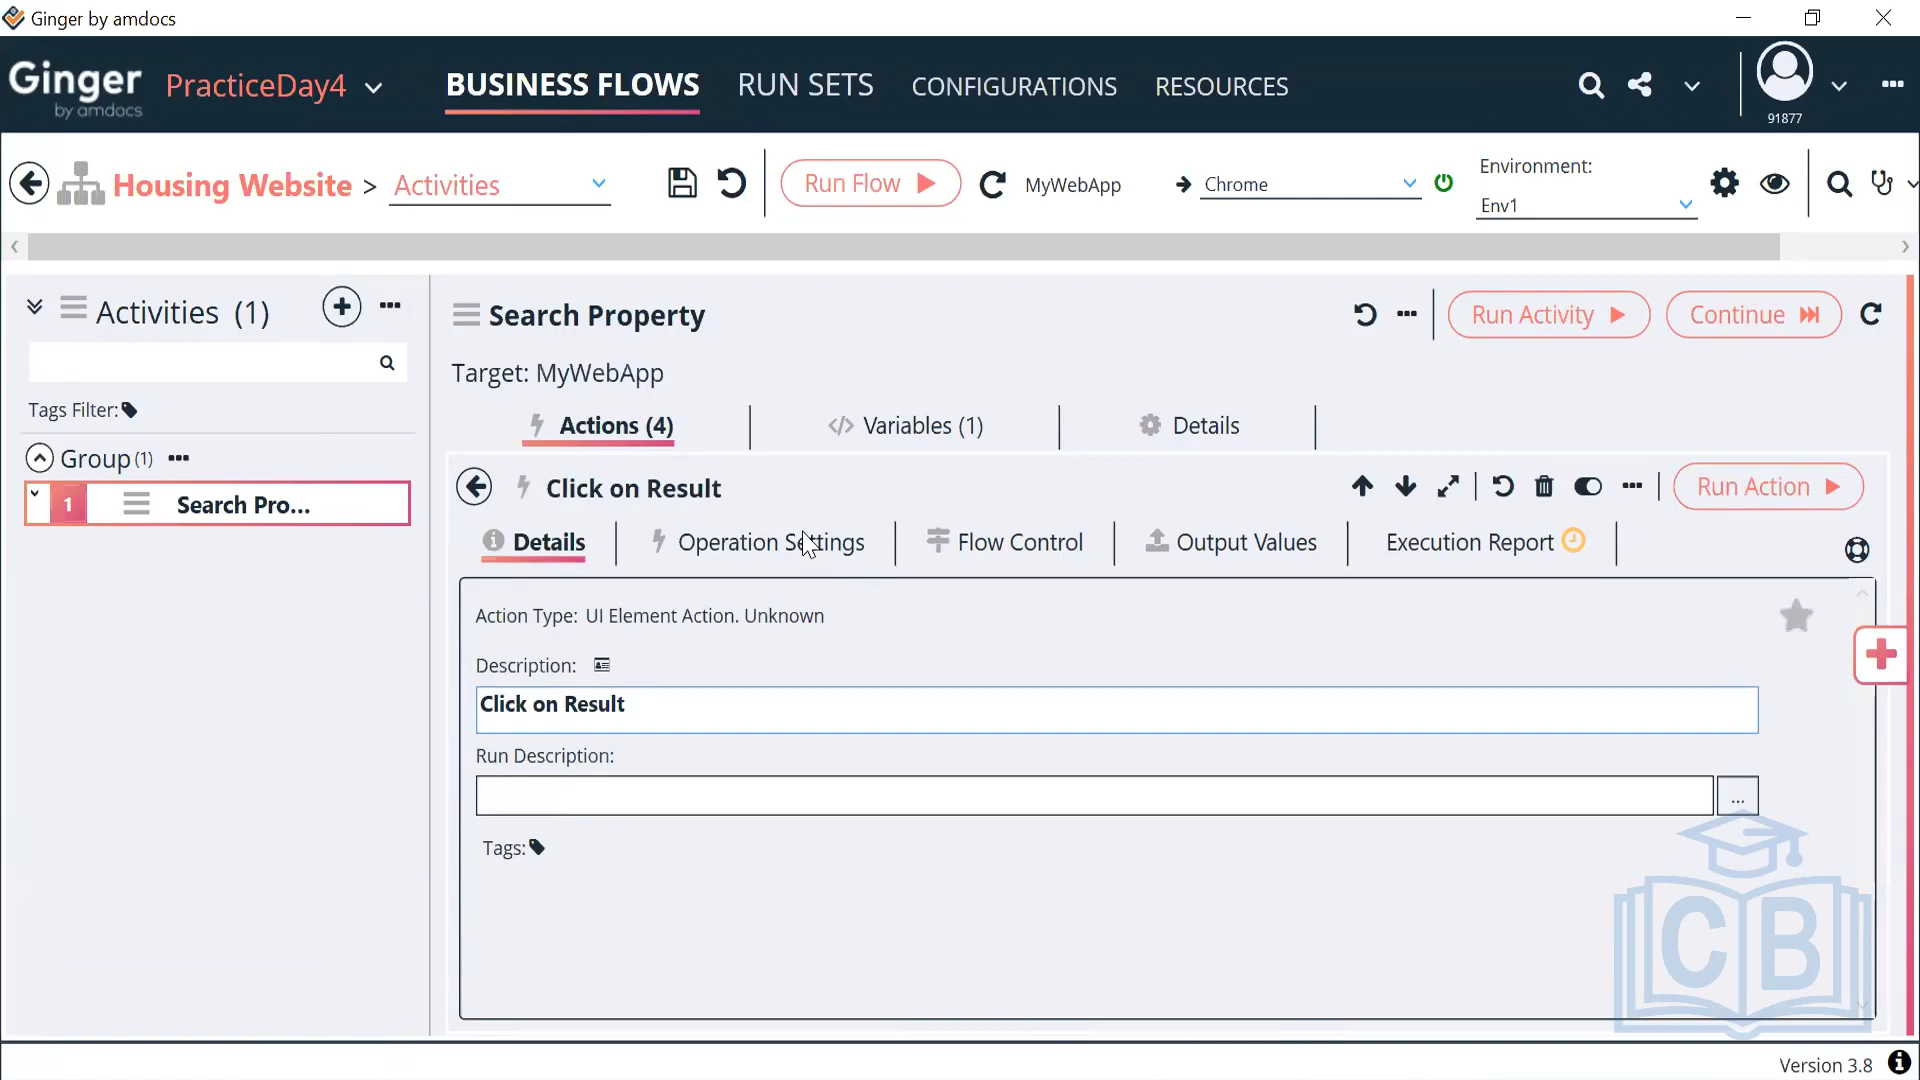 Ginger by amdocs
Ginger by amdocs PracticeDay4 BUSINESS FLOWS RUN SETS CONFIGURATIONS RESOURCES
91877
Housing Website > Activities Run Flow MyWebApp Chrome Environment: Env1
Activities (1)
Tags Filter:
Group (1)
1 Search Pro...
Search Property Run Activity Continue
Target: MyWebApp
Actions (4) Variables (1) Details
Click on Result Run Action
Details Operation Settings Flow Control Output Values Execution Report
Action Type: UI Element Action. Unknown
Description:
Click on Result
Run Description:
...
Tags:
CB
Version 3.8